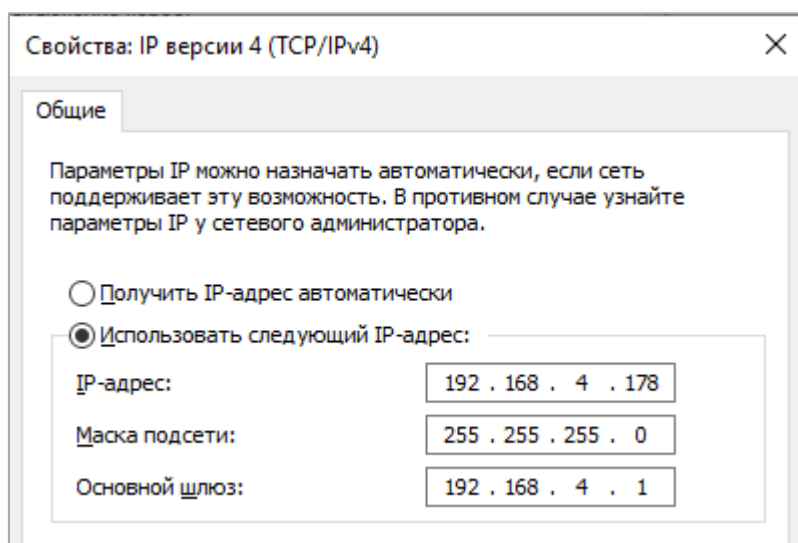 Свойства: IP версии 4 (TCP/IPv4)
Общие
Параметры IP можно назначать автоматически, если сеть
поддерживает эту возможность. В противном случае узнайте
параметры IP у сетевого администратора.
Получить IP-адрес автоматически
Использовать следующий IP-адрес:
IP-адрес: 192 . 168 . 4 . 178
Маска подсети: 255 . 255 . 255 . 0
Основной шлюз: 192 . 168 . 4 . 1